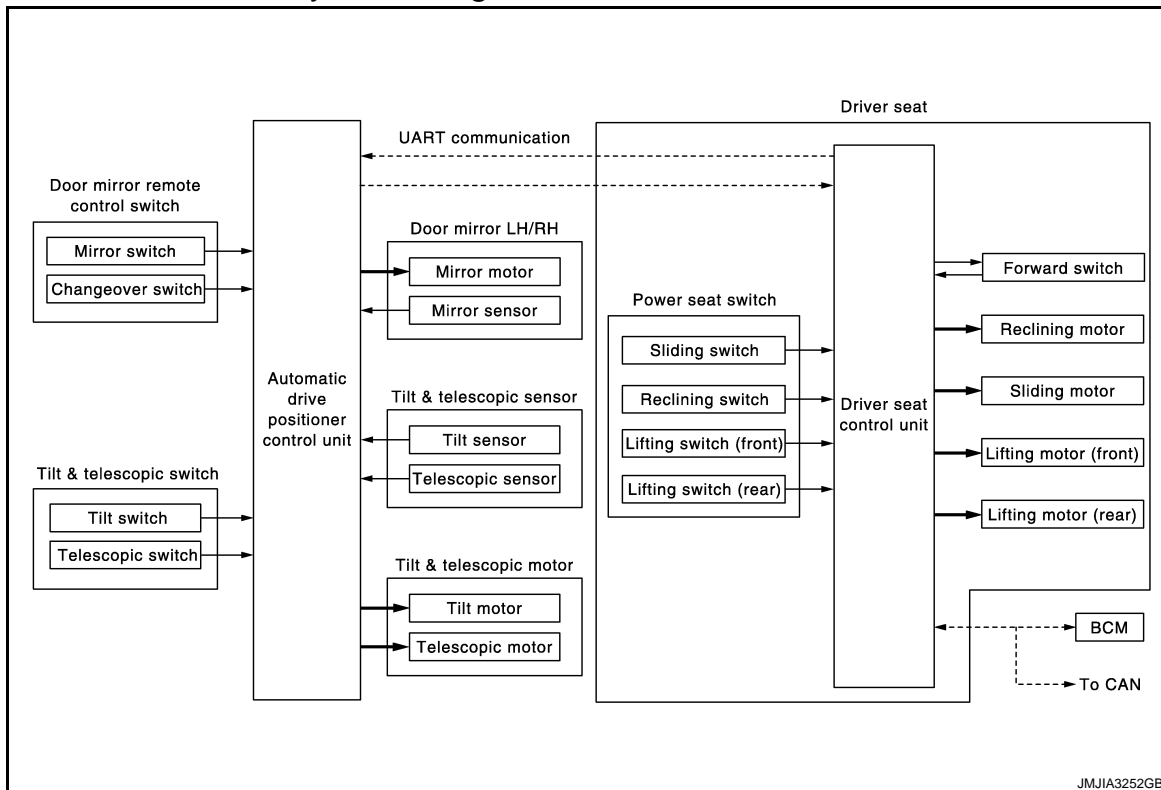 Driver seat
UART communication
Door mirror remote
control switch
Mirror switch
Changeover switch
Door mirror LH/RH
Mirror motor
Mirror sensor
Power seat switch
Sliding switch
Reclining switch
Lifting switch (front)
Lifting switch (rear)
Forward switch
Reclining motor
Sliding motor
Lifting motor (front)
Lifting motor (rear)
Automatic
drive
positioner
control unit
Driver seat
control unit
Tilt & telescopic sensor
Tilt sensor
Telescopic sensor
Tilt & telescopic switch
Tilt switch
Telescopic switch
Tilt & telescopic motor
Tilt motor
Telescopic motor
BCM
To CAN
JMJIA3252GB